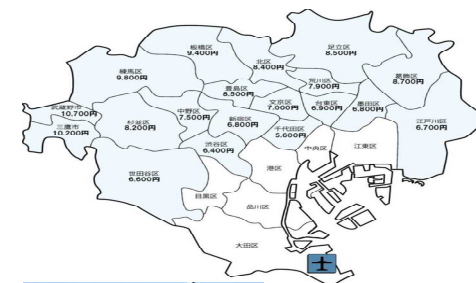 板橋区
9.400円
足立区
8.500円
北区
8.400円
練馬区
9.800円
荒川区
7.900円
葛飾区
8.700円
豊島区
武蔵野市
10.700円
文京区
7.000円
台東区
6.900円
墨田区
6.800円
中野区
7.500円
杉並区
8.200円
新宿区
6.800円
江戸川区
6.700円
三鷹市
10.200円
千代田区
5.600円
渋谷区
6.400円
中央区
江東区
港区
世田谷区
6.600円
目黒区
品川区
大田区